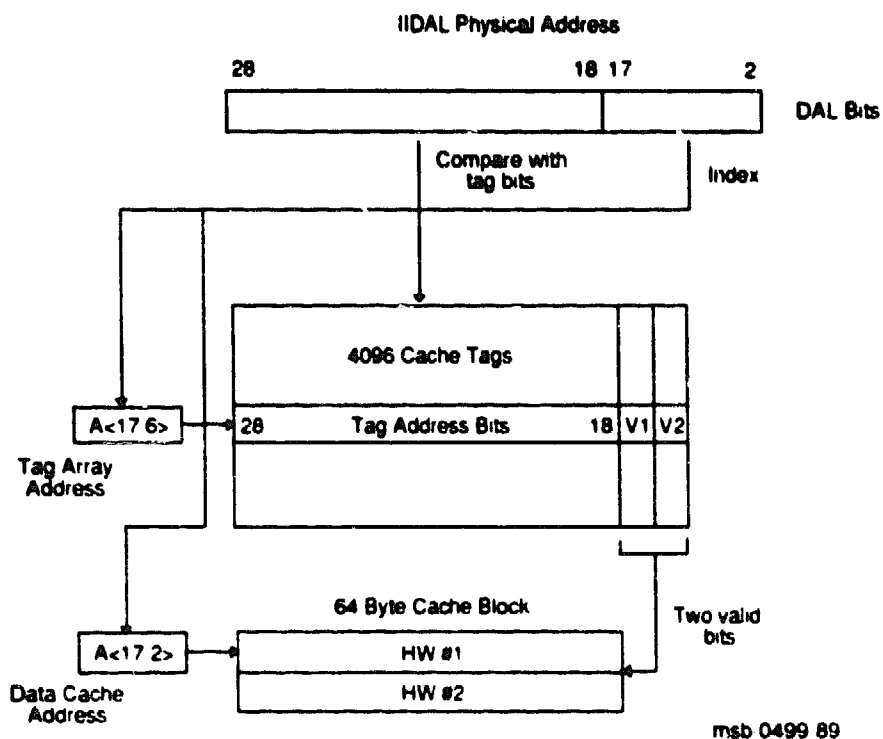 IIDAL Physical Address
28 18 17 2
DAL Bits
Compare with
tag bits
Index
4096 Cache Tags
A<17 6>
28 Tag Address Bits 18 V1 V2
Tag Array
Address
64 Byte Cache Block
Two valid
bits
A<17 2>
HW #1
HW #2
Data Cache
Address
msb 0499 89